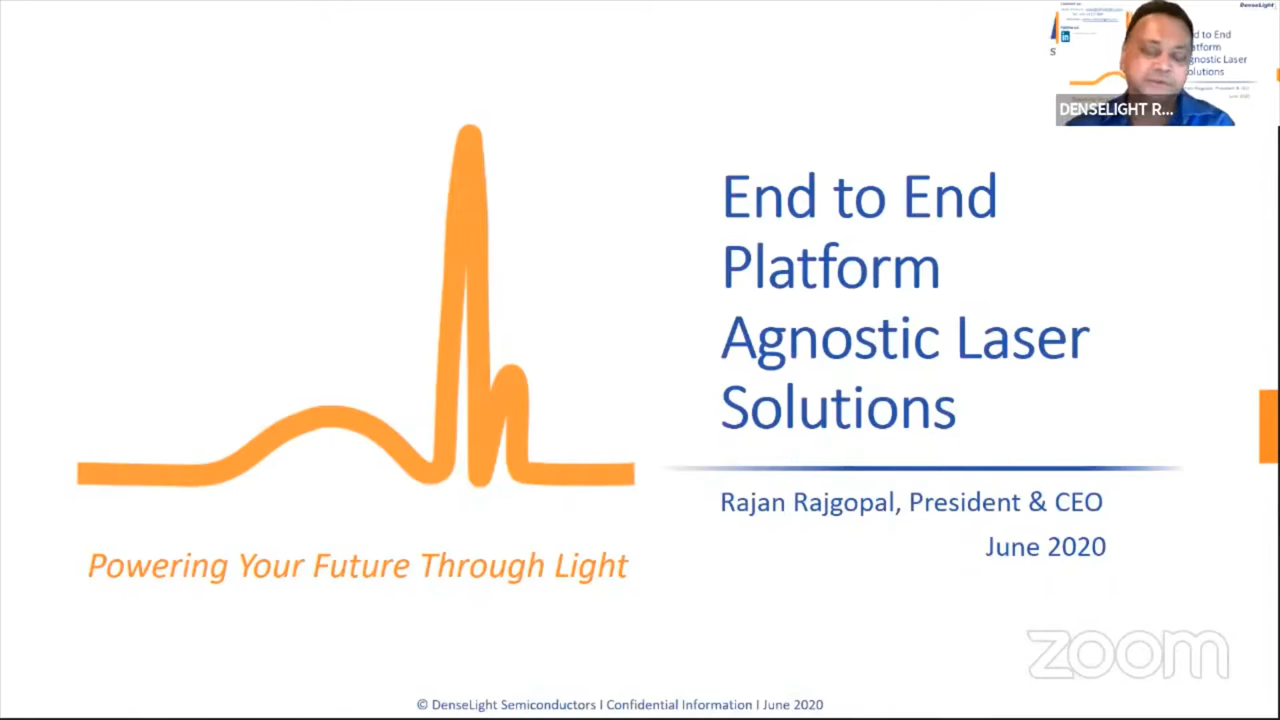 DenseLight
End to End
Platform
Agnostic Laser
Solutions
Rajan Rajgopal, President & CEO
June 2020
Powering Your Future Through Light
DENSELIGHT R...
zoom
© DenseLight Semiconductors I Confidential Information I June 2020